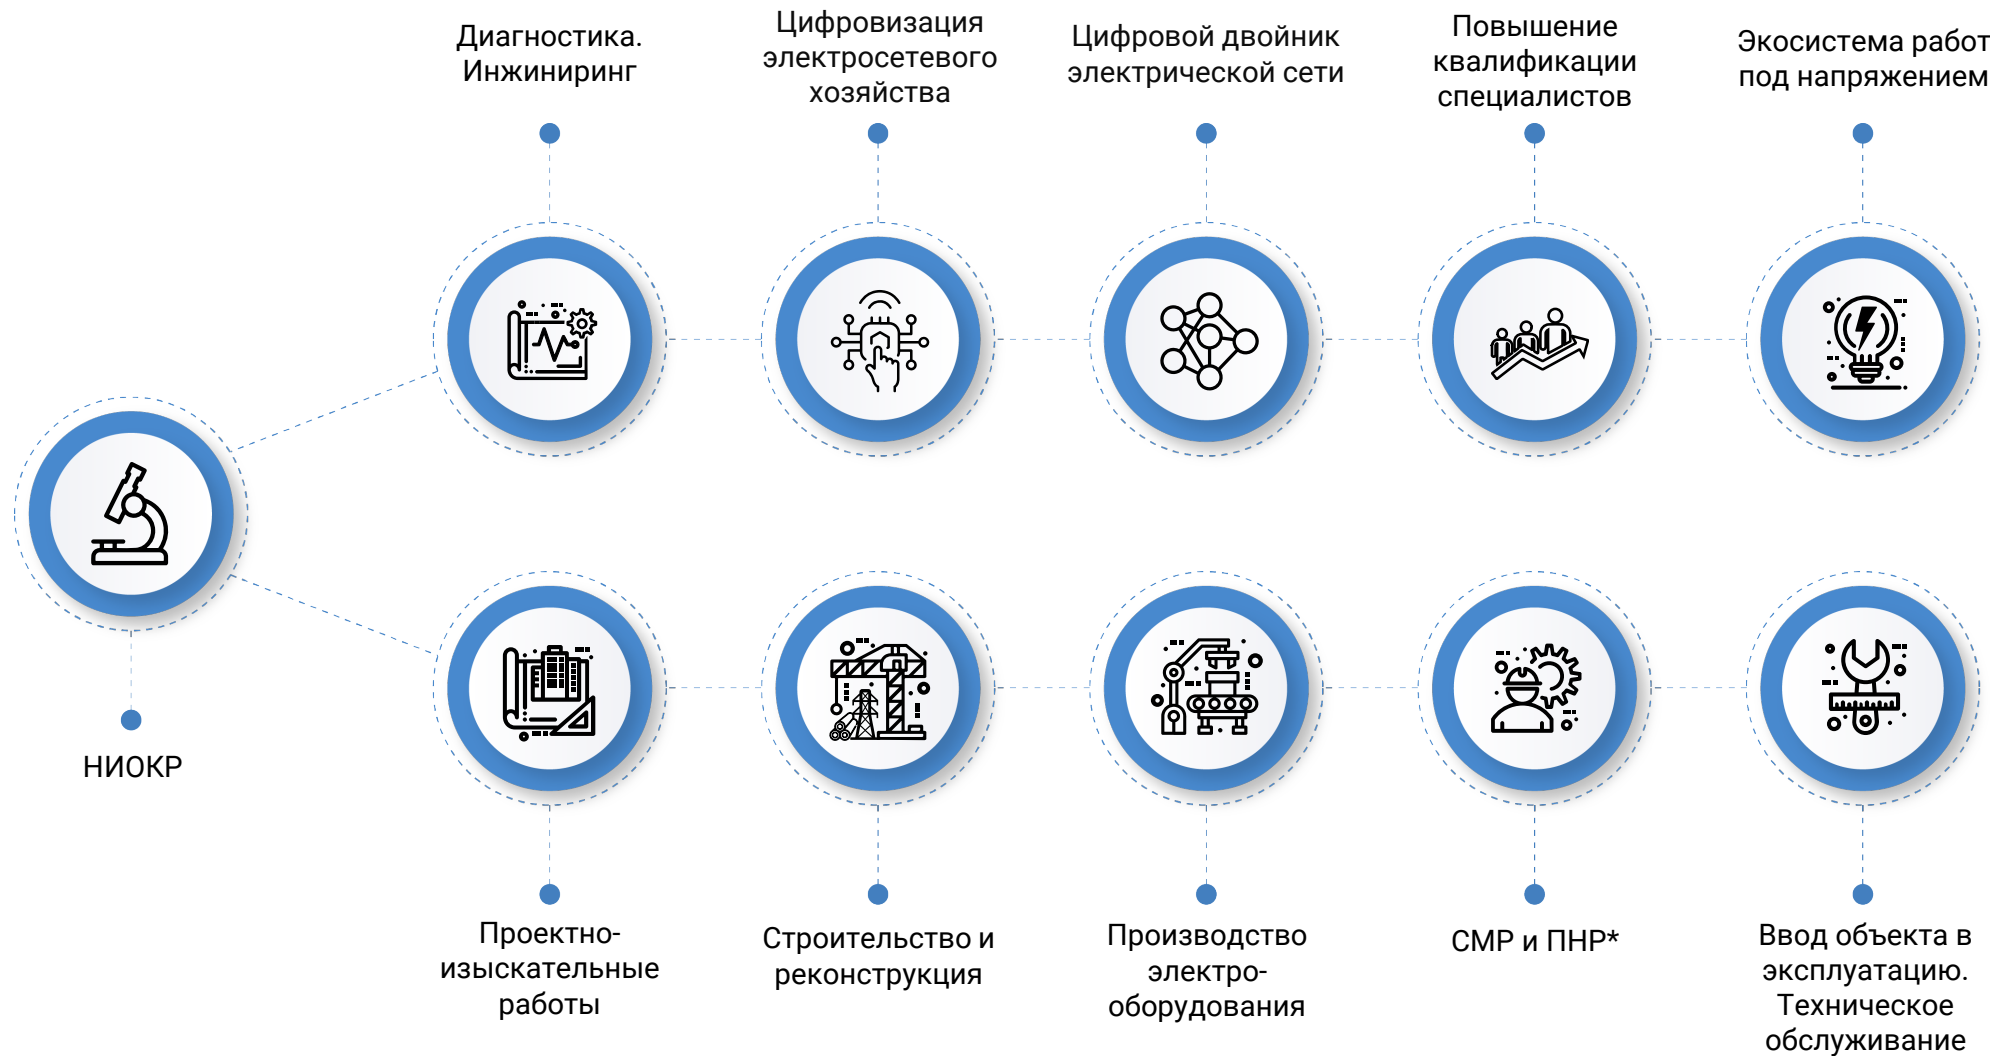 Диагностика.
Инжиниринг
Цифровизация
электросетевого
хозяйства
Цифровой двойник
электрической сети
Повышение
квалификации
специалистов
Экосистема работ
под напряжением
НИОКР
Проектно-
изыскательные
работы
Строительство и
реконструкция
Производство
электро-
оборудования
СМР и ПНР*
Ввод объекта в
эксплуатацию.
Техническое
обслуживание